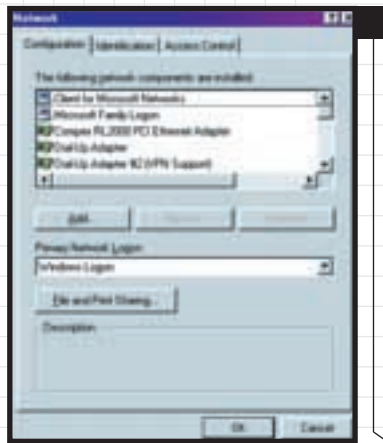 Network
Configuration Identification Access Control
The following network components are installed:
Client for Microsoft Networks
Microsoft Family Logon
Compex RL2000 PCI Ethernet Adapter
Dial-Up Adapter
Dial-Up Adapter #2 (VPN Support)
Add...
Primary Network Logon:
Windows Logon
File and Print Sharing...
Description
OK Cancel